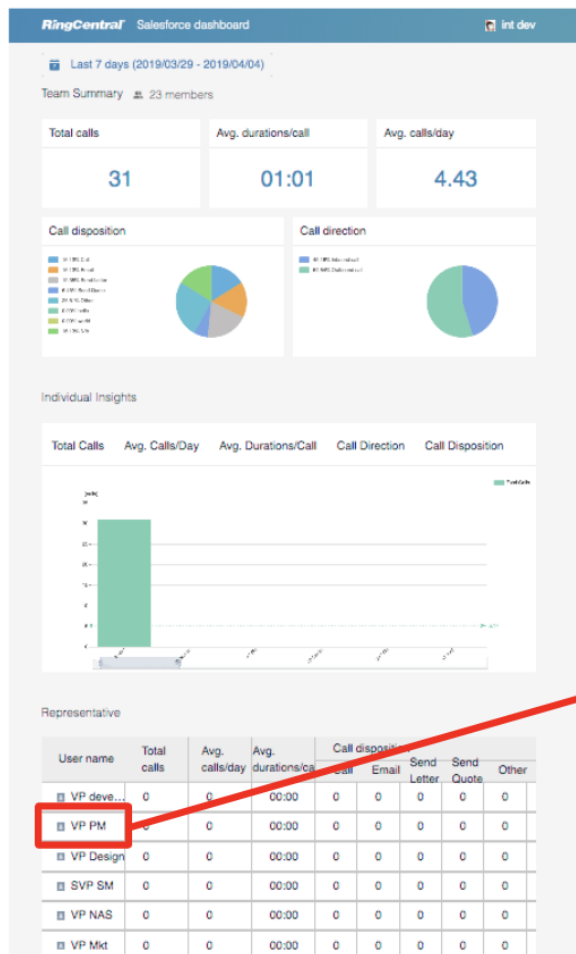 RingCentral Salesforce dashboard int dev
Last 7 days (2019/03/29 - 2019/04/04)
Team Summary 23 members
Total calls Avg. durations/call Avg. calls/day
31 01:01 4.43
Call disposition Call direction
Individual Insights
Total Calls Avg. Calls/Day Avg. Durations/Call Call Direction Call Disposition
Total Calls
Representative
User name Total calls Avg. calls/day Avg. durations/ca Call disposition
Call Email Send Letter Send Quote Other
VP deve... 0 0 00:00 0 0 0 0 0
VP PM 0 0 00:00 0 0 0 0 0
VP Design 0 0 00:00 0 0 0 0 0
SVP SM 0 0 00:00 0 0 0 0 0
VP NAS 0 0 00:00 0 0 0 0 0
VP Mkt 0 0 00:00 0 0 0 0 0